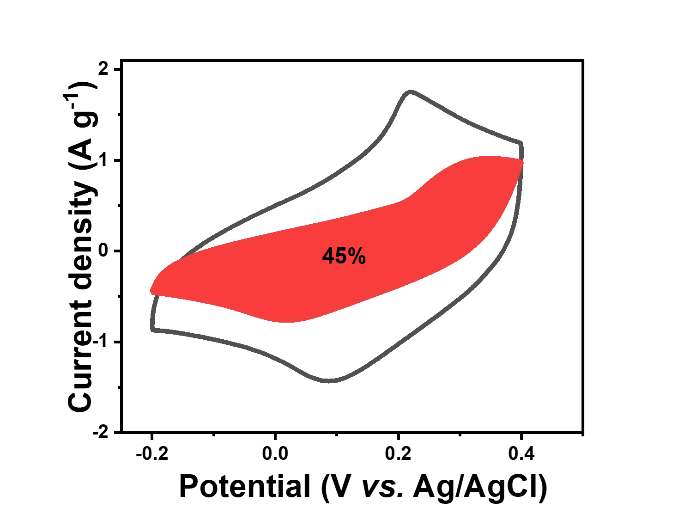 Current density (A g-1)
2
1
0
-1
-2
45%
-0.2 0.0 0.2 0.4
Potential (V vs. Ag/AgCl)